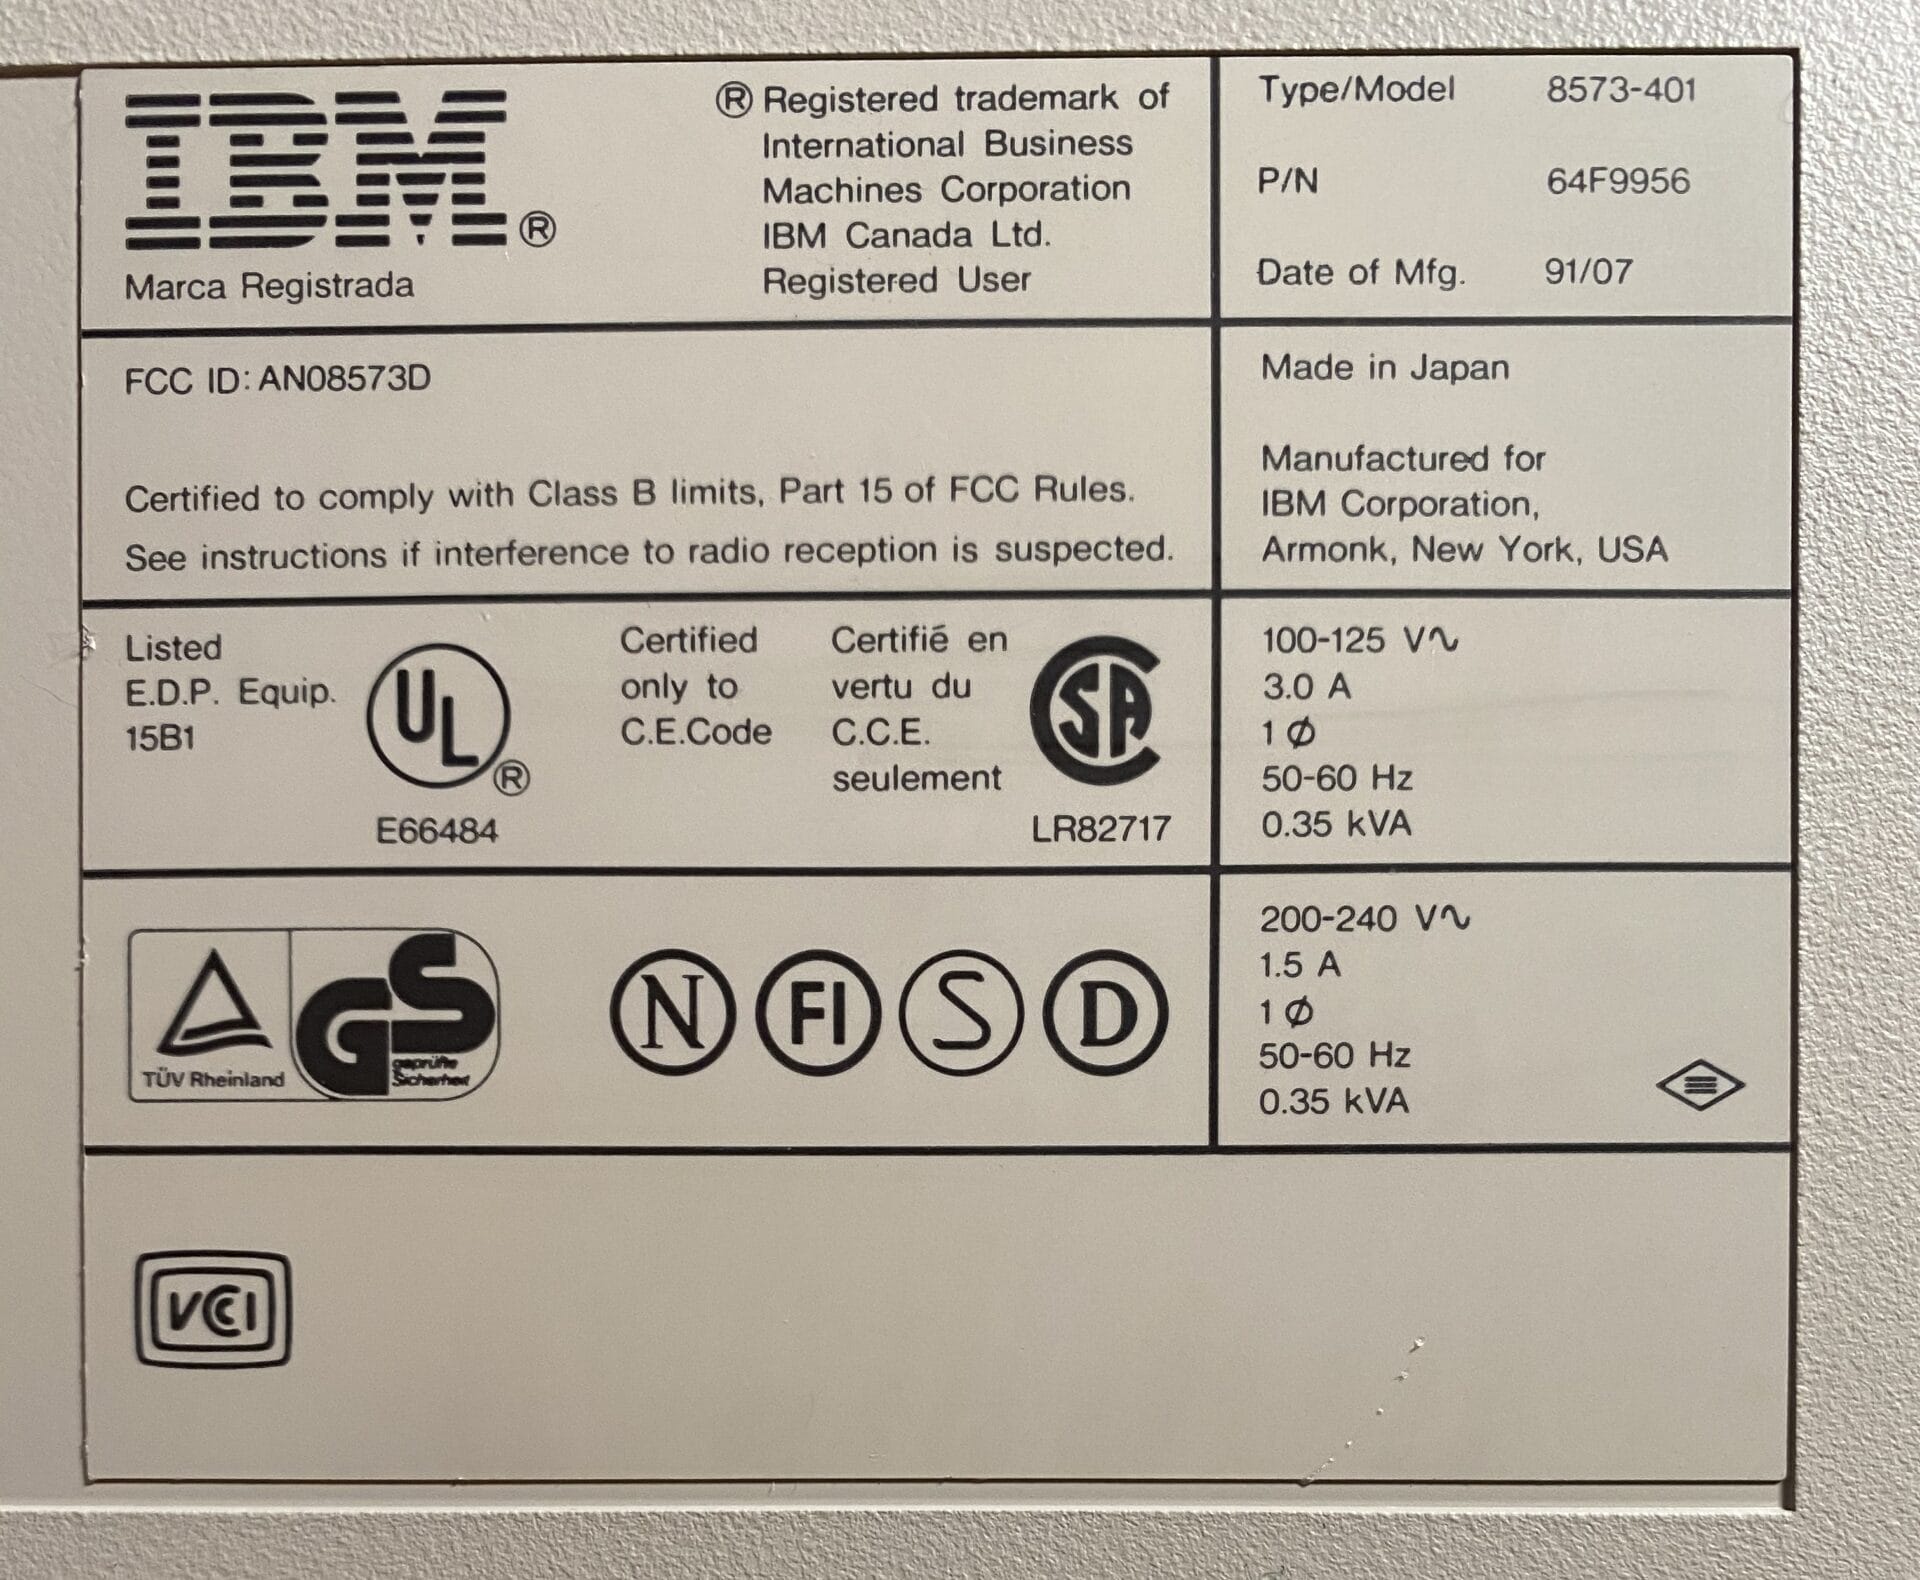 IBM®
Marca Registrada
® Registered trademark of
International Business
Machines Corporation
IBM Canada Ltd.
Registered User
Type/Model 8573-401
P/N 64F9956
Date of Mfg. 91/07
FCC ID: ANO8573D
Certified to comply with Class B limits, Part 15 of FCC Rules.
See instructions if interference to radio reception is suspected.
Made in Japan
Manufactured for
IBM Corporation,
Armonk, New York, USA
Listed
E.D.P. Equip.
15B1
UL®
E66484
Certified
only to
C.E.Code
Certifié en
vertu du
C.C.E.
seulement
CSA
LR82717
100-125 V∿
3.0 A
1 Ø
50-60 Hz
0.35 kVA
TÜV Rheinland
GS
geprüfte
Sicherheit
N FI S D
200-240 V∿
1.5 A
1 Ø
50-60 Hz
0.35 kVA
VCCI